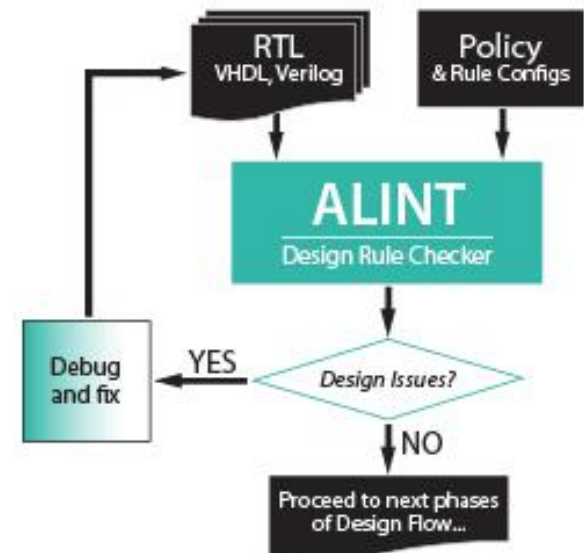 RTL
VHDL, Verilog
Policy
& Rule Configs
ALINT
Design Rule Checker
Design Issues?
YES
Debug
and fix
NO
Proceed to next phases
of Design Flow...